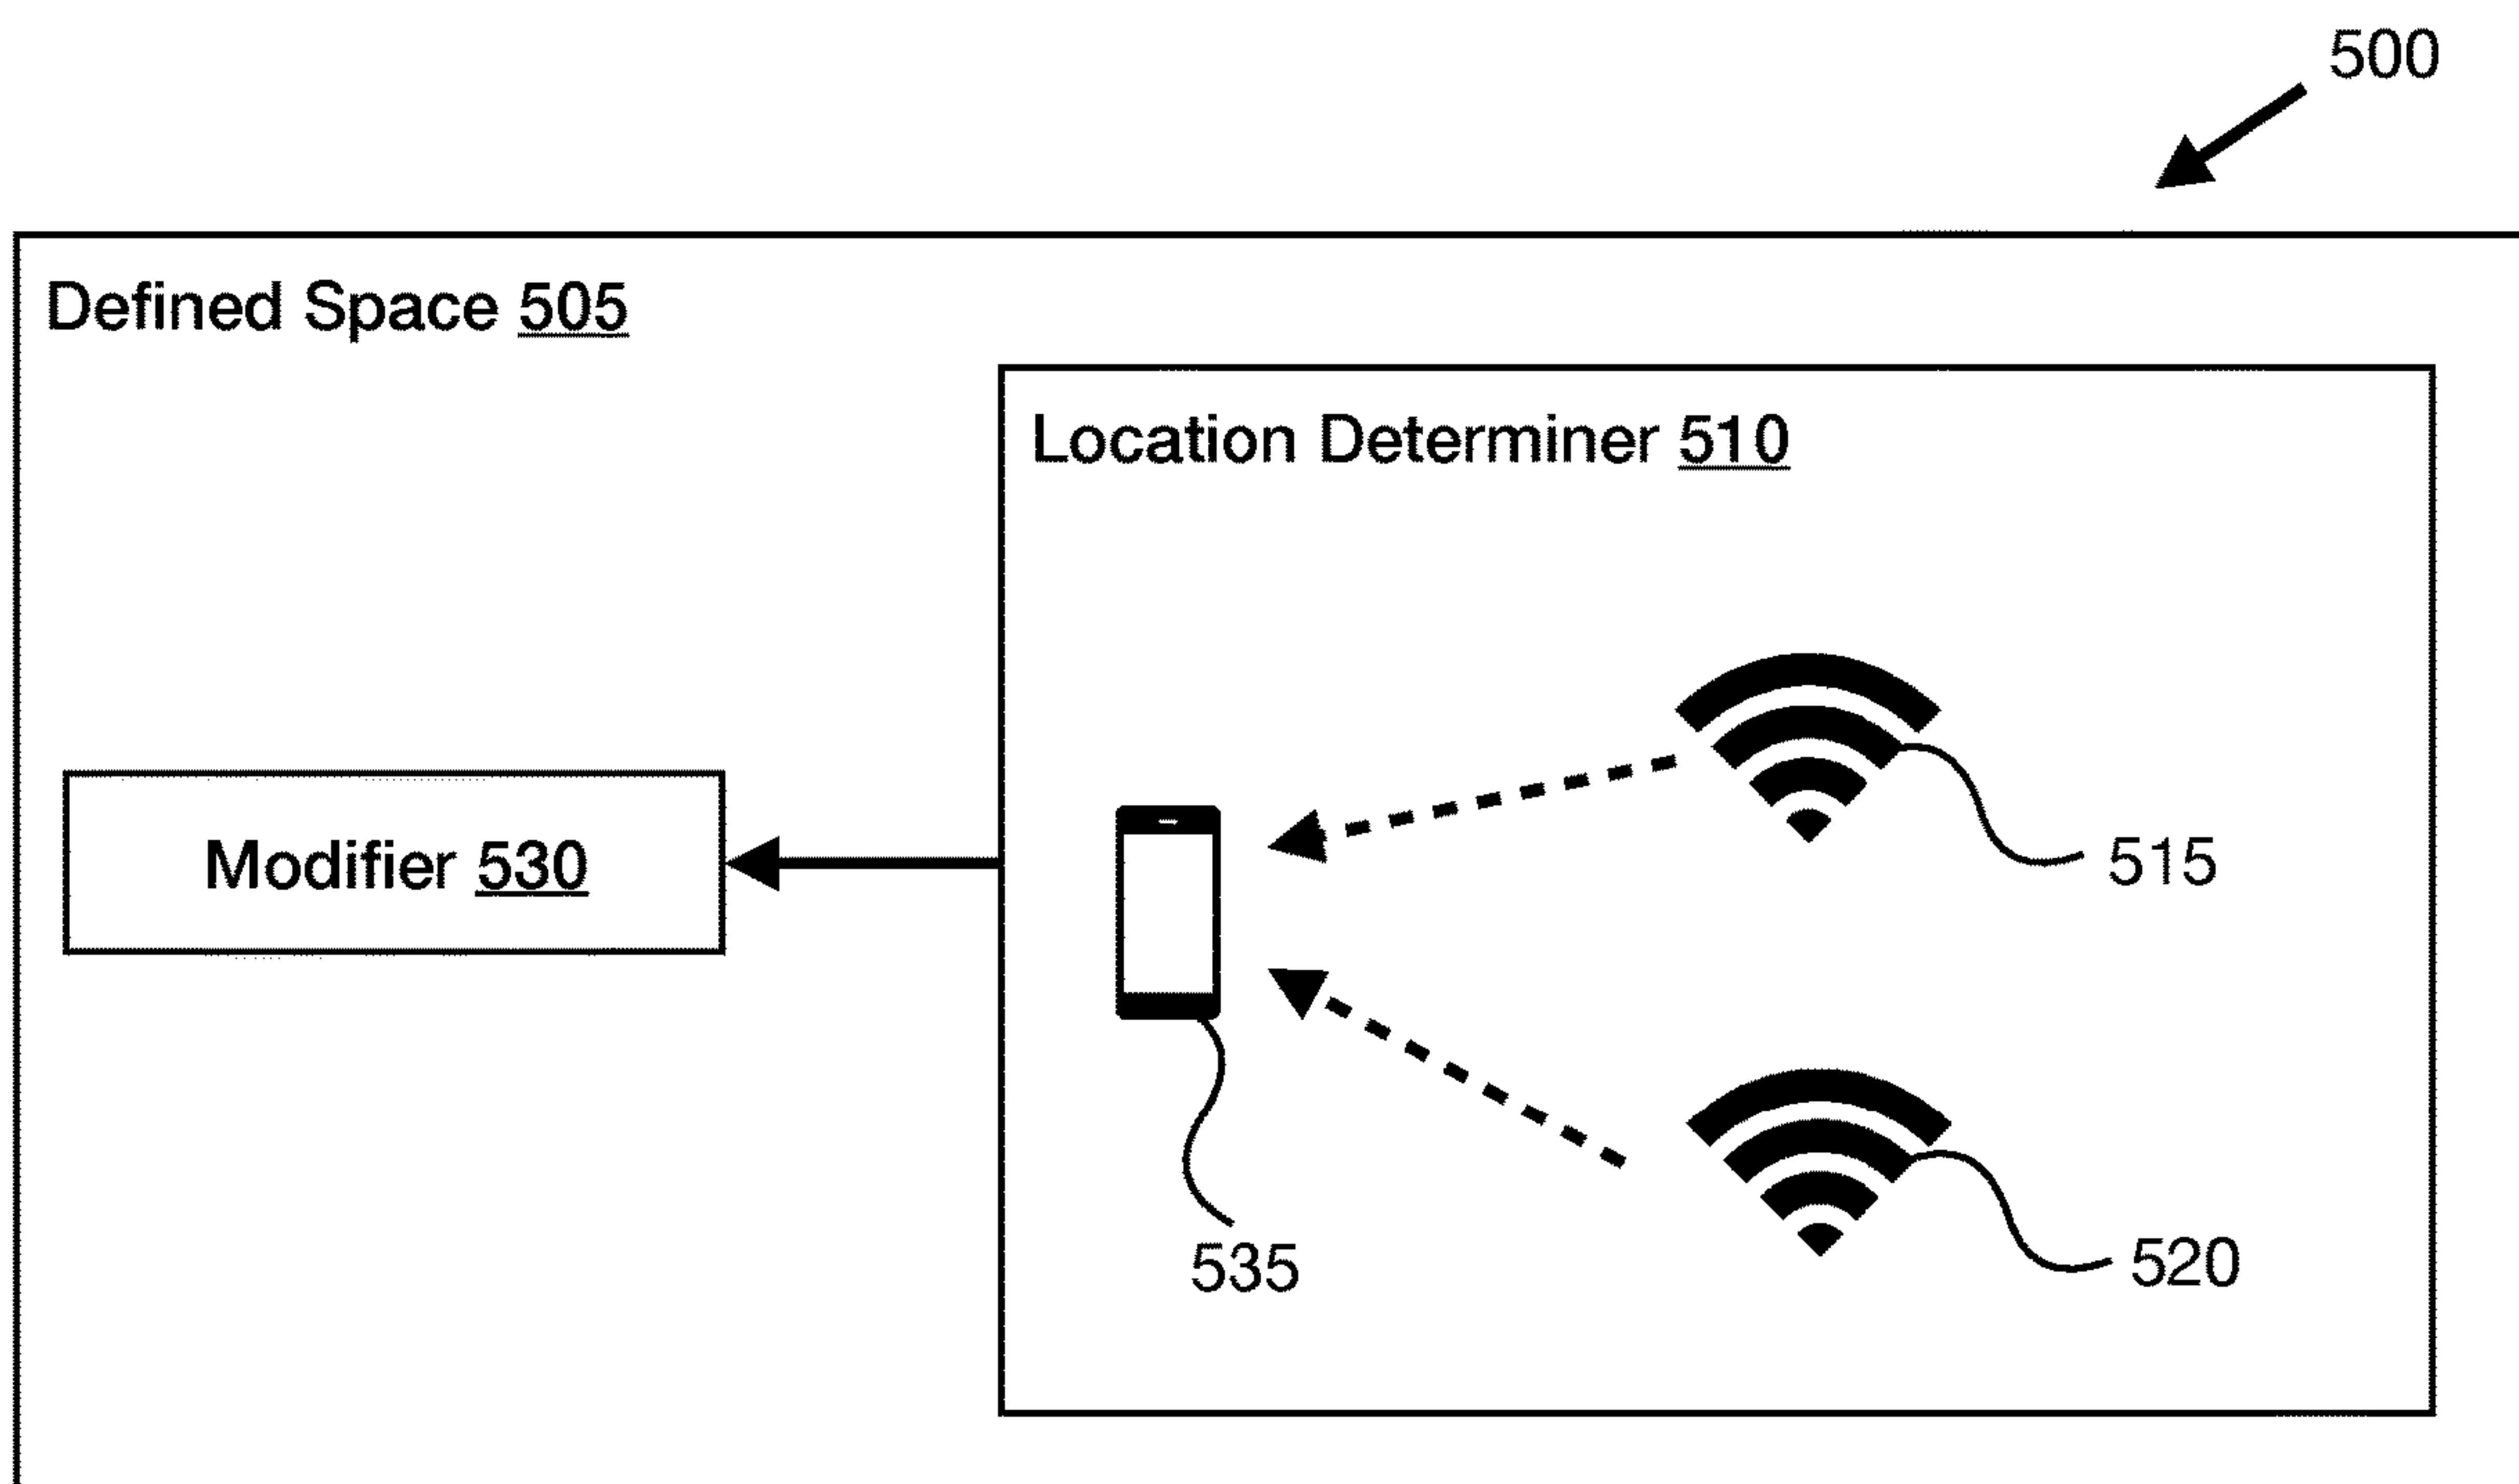 500
Defined Space 505
Location Determiner 510
Modifier 530
515
535
520